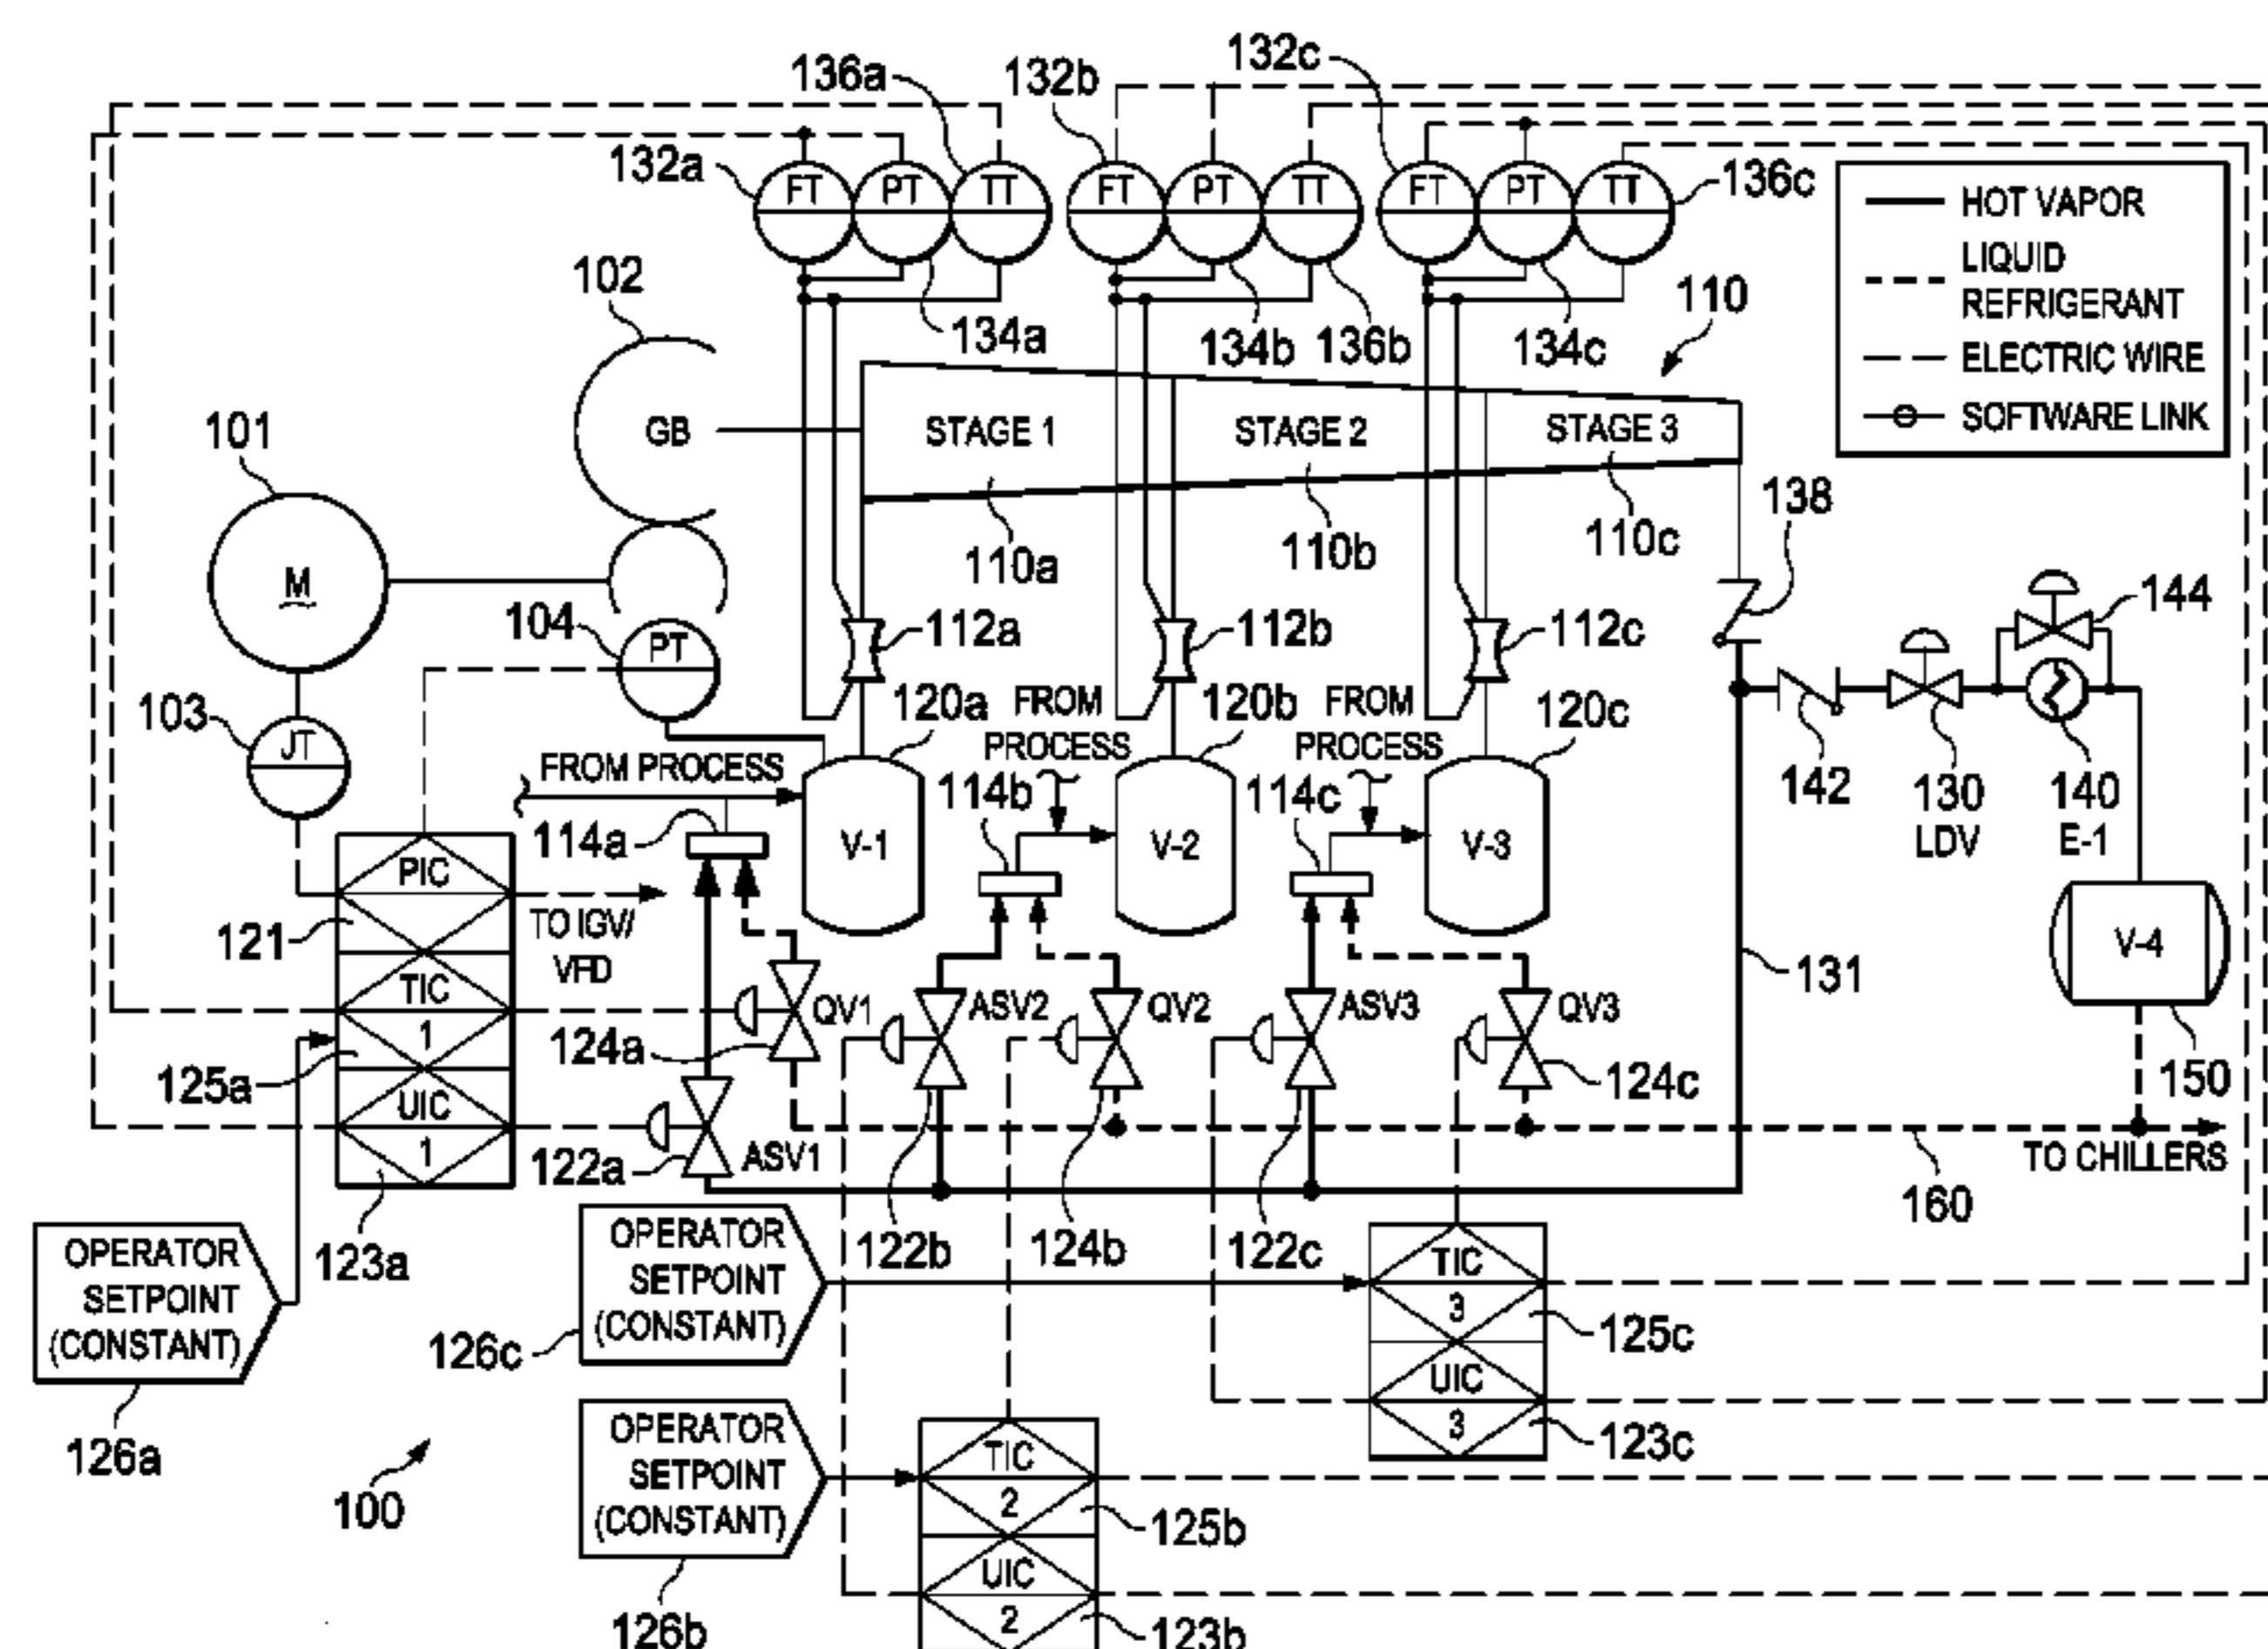 132c
136a
132b
132a
FT
PT
TT
FT
PT
TT
FT
PT
TT
136c
HOT VAPOR
LIQUID
REFRIGERANT
ELECTRIC WIRE
SOFTWARE LINK
102
134a
134b
136b
134c
110
GB
STAGE 1
STAGE 2
STAGE 3
101
110a
110b
110c
138
M
104
PT
112a
112b
112c
144
103
JT
120a
FROM
PROCESS
120b
FROM
PROCESS
120c
FROM PROCESS
114a
114b
114c
142
130
LDV
140
E-1
V-1
V-2
V-3
V-4
PIC
121
TO IGV/
VFD
TIC
1
125a
UIC
1
123a
QV1
124a
ASV2
QV2
ASV3
QV3
124c
131
150
122a
ASV1
TO CHILLERS
160
OPERATOR
SETPOINT
(CONSTANT)
126a
OPERATOR
SETPOINT
(CONSTANT)
126c
122b
124b
122c
TIC
3
125c
UIC
3
123c
OPERATOR
SETPOINT
(CONSTANT)
126b
100
TIC
2
125b
UIC
2
123b